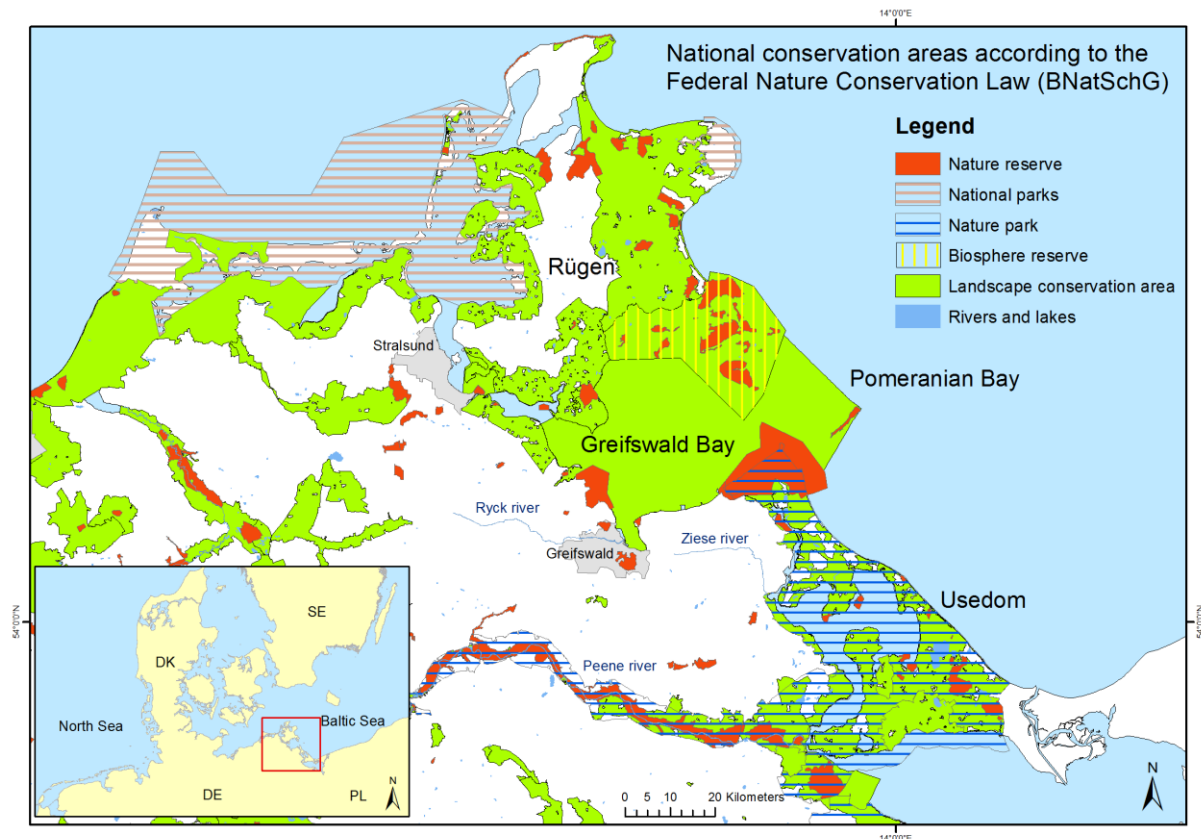 14°0'0"E
National conservation areas according to the
Federal Nature Conservation Law (BNatSchG)
Legend
Nature reserve
National parks
Nature park
Biosphere reserve
Landscape conservation area
Rivers and lakes
Rügen
Stralsund
Pomeranian Bay
Greifswald Bay
Ryck river
Greifswald
Ziese river
Usedom
Peene river
54°0'0"N
54°0'0"N
SE
DK
North Sea
Baltic Sea
DE
PL
N
0 5 10 20 Kilometers
N
14°0'0"E